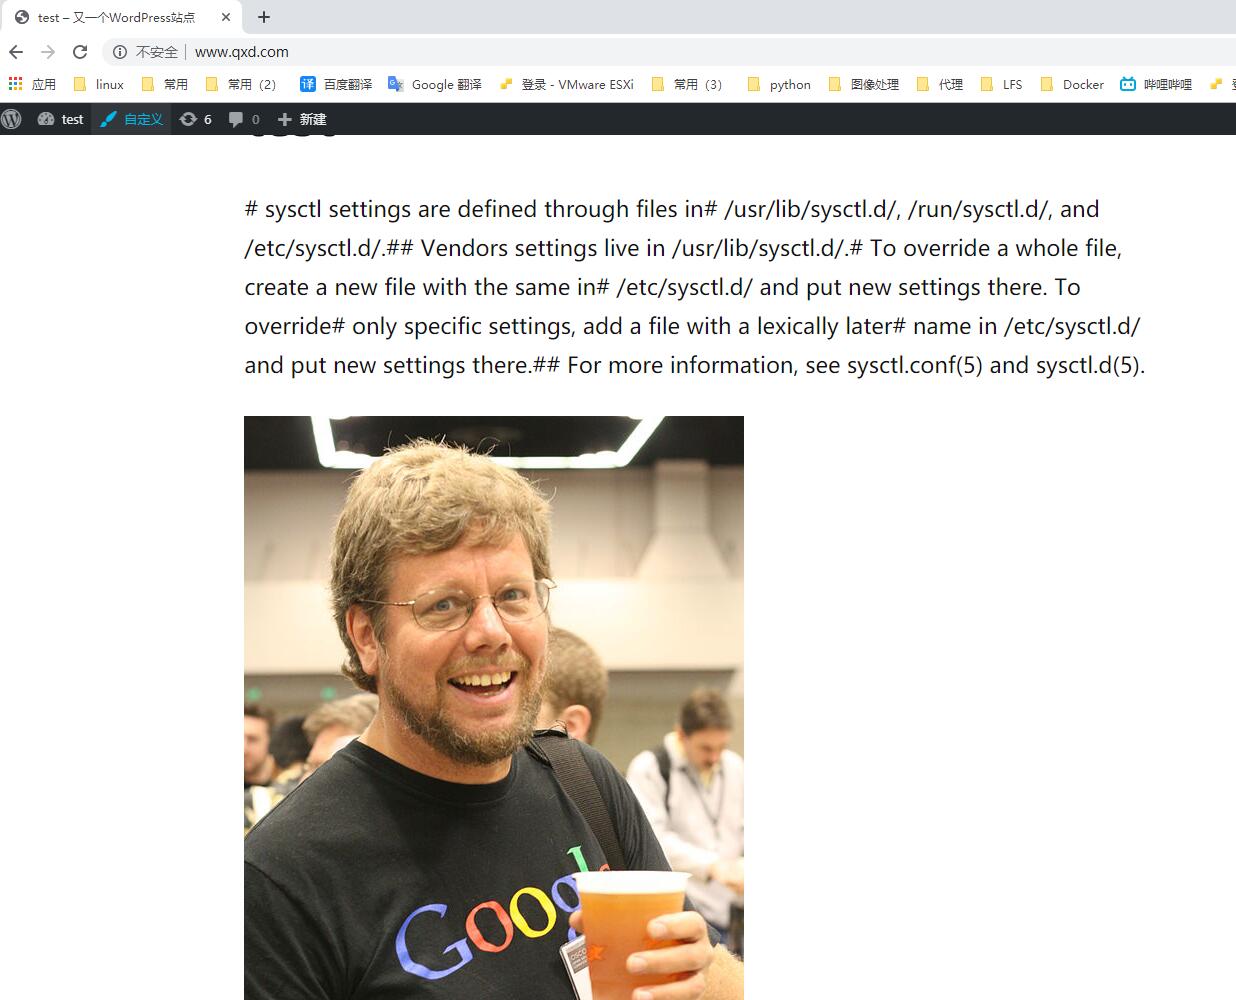 test – 又一个WordPress站点
不安全 www.qxd.com
应用 linux 常用 常用（2） 译 百度翻译 Google 翻译 登录 - VMware ESXi 常用（3） python 图像处理 代理 LFS Docker 哔哩哔哩
test 自定义 6 0 新建
# sysctl settings are defined through files in# /usr/lib/sysctl.d/, /run/sysctl.d/, and
/etc/sysctl.d/.## Vendors settings live in /usr/lib/sysctl.d/.# To override a whole file,
create a new file with the same in# /etc/sysctl.d/ and put new settings there. To
override# only specific settings, add a file with a lexically later# name in /etc/sysctl.d/
and put new settings there.## For more information, see sysctl.conf(5) and sysctl.d(5).
Google